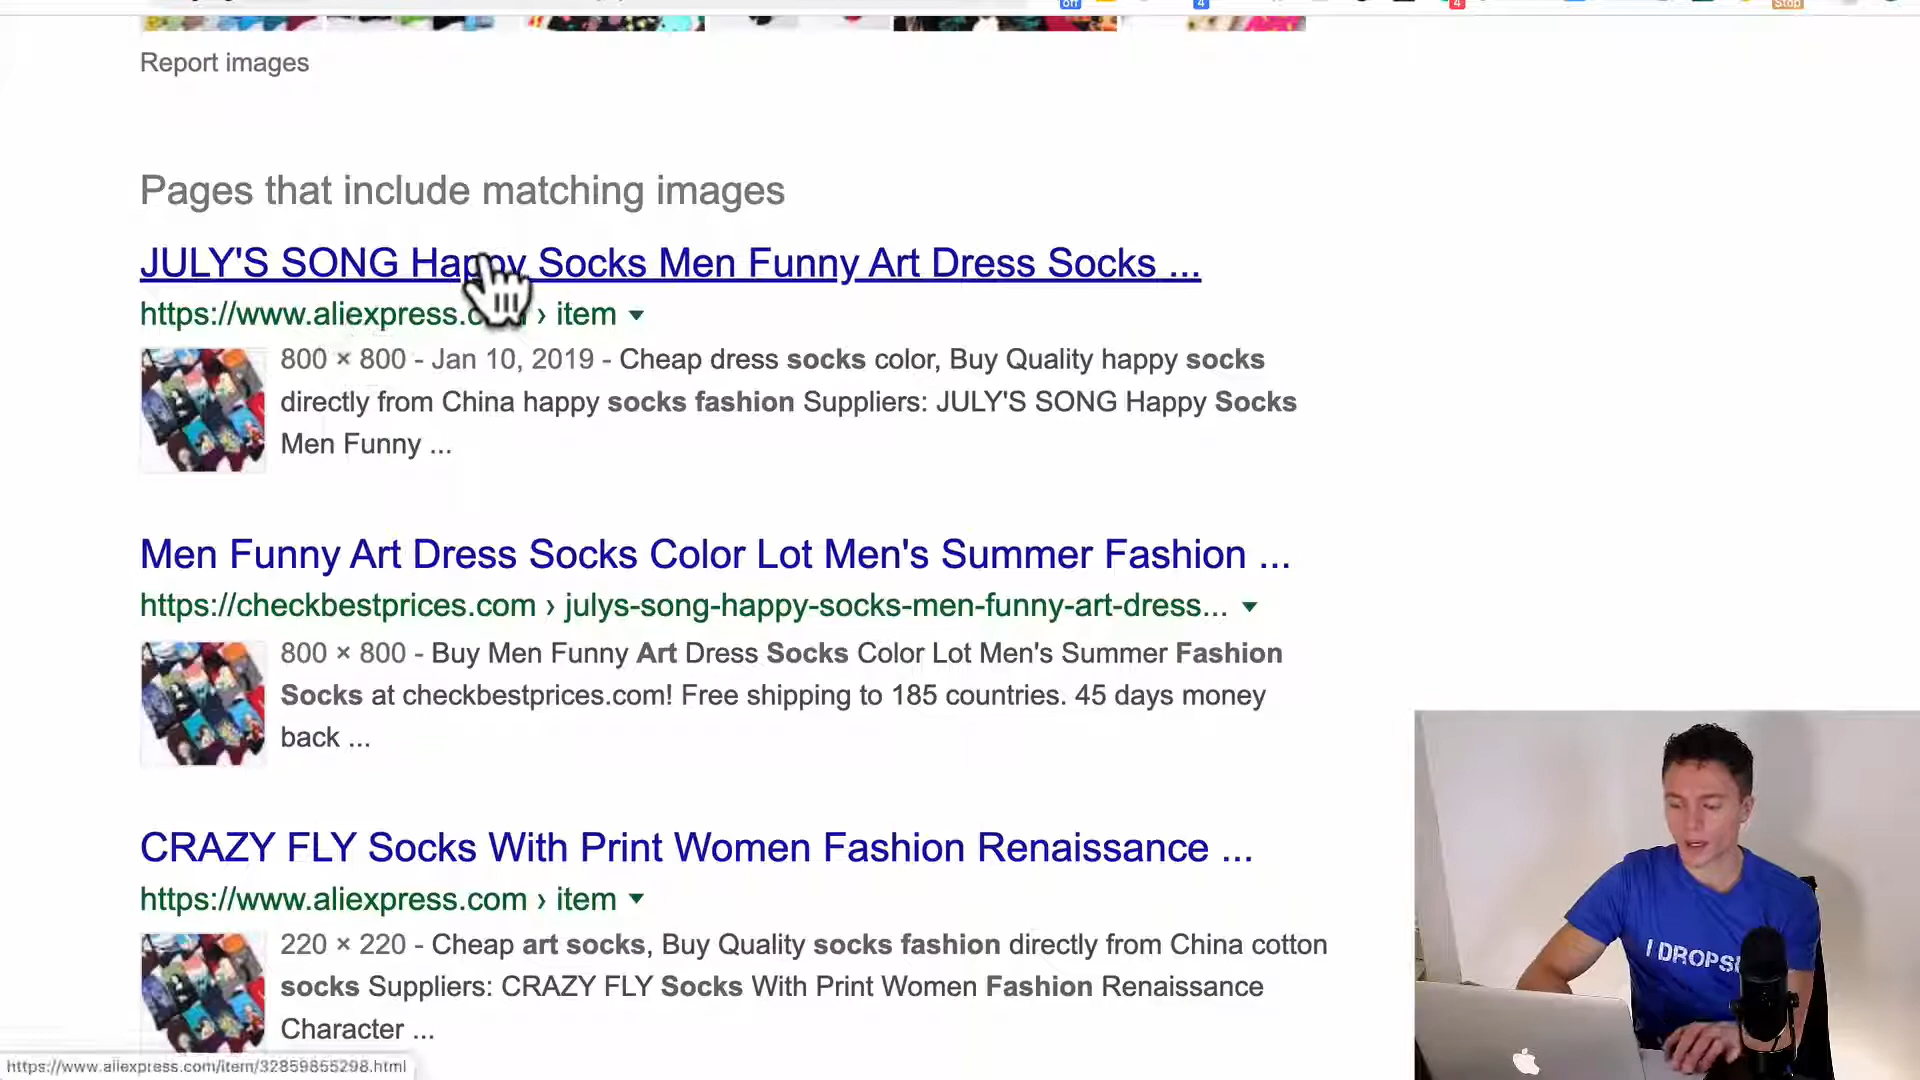 off
4
4
Stop
Report images
Pages that include matching images
JULY'S SONG Happy Socks Men Funny Art Dress Socks ...
https://www.aliexpress.c › item
800 × 800 - Jan 10, 2019 - Cheap dress socks color, Buy Quality happy socks
directly from China happy socks fashion Suppliers: JULY'S SONG Happy Socks
Men Funny ...
Men Funny Art Dress Socks Color Lot Men's Summer Fashion ...
https://checkbestprices.com › julys-song-happy-socks-men-funny-art-dress...
800 × 800 - Buy Men Funny Art Dress Socks Color Lot Men's Summer Fashion
Socks at checkbestprices.com! Free shipping to 185 countries. 45 days money
back ...
CRAZY FLY Socks With Print Women Fashion Renaissance ...
https://www.aliexpress.com › item
220 × 220 - Cheap art socks, Buy Quality socks fashion directly from China cotton
socks Suppliers: CRAZY FLY Socks With Print Women Fashion Renaissance
Character ...
https://www.aliexpress.com/item/32859855298.html
I DROPS